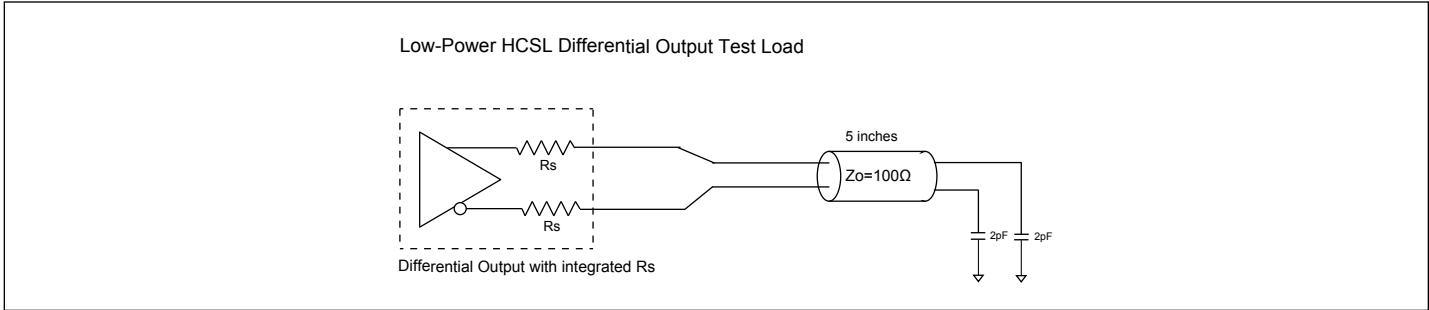 Low-Power HCSL Differential Output Test Load
5 inches
Rs
Zo=100Ω
Rs
2pF
2pF
Differential Output with integrated Rs